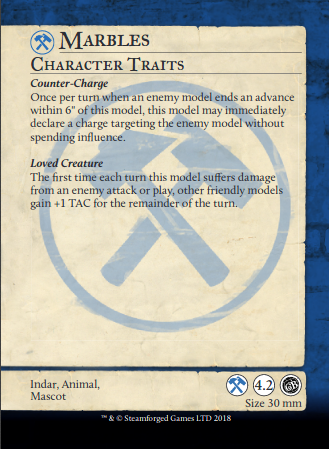 MARBLES
CHARACTER TRAITS
Counter-Charge
Once per turn when an enemy model ends an advance
within 6" of this model, this model may immediately
declare a charge targeting the enemy model without
spending influence.
Loved Creature
The first time each turn this model suffers damage
from an enemy attack or play, other friendly models
gain +1 TAC for the remainder of the turn.
Indar, Animal,
Mascot
4.2
Size 30 mm
™ & © Steamforged Games LTD 2018